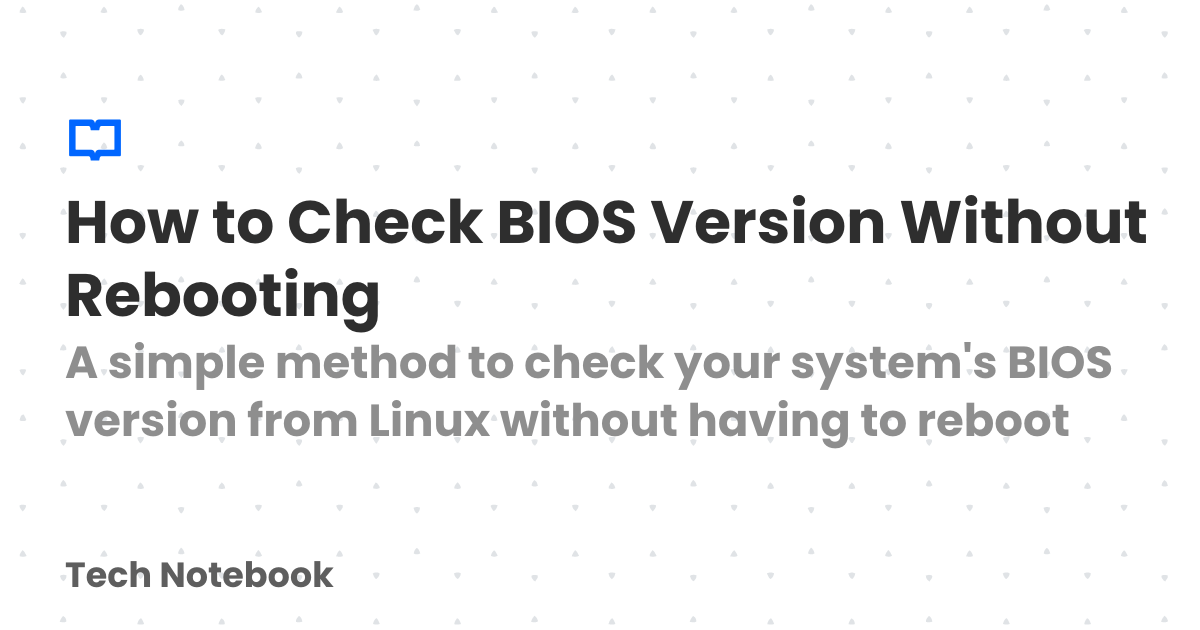 How to Check BIOS Version Without
Rebooting
A simple method to check your system's BIOS
version from Linux without having to reboot
Tech Notebook